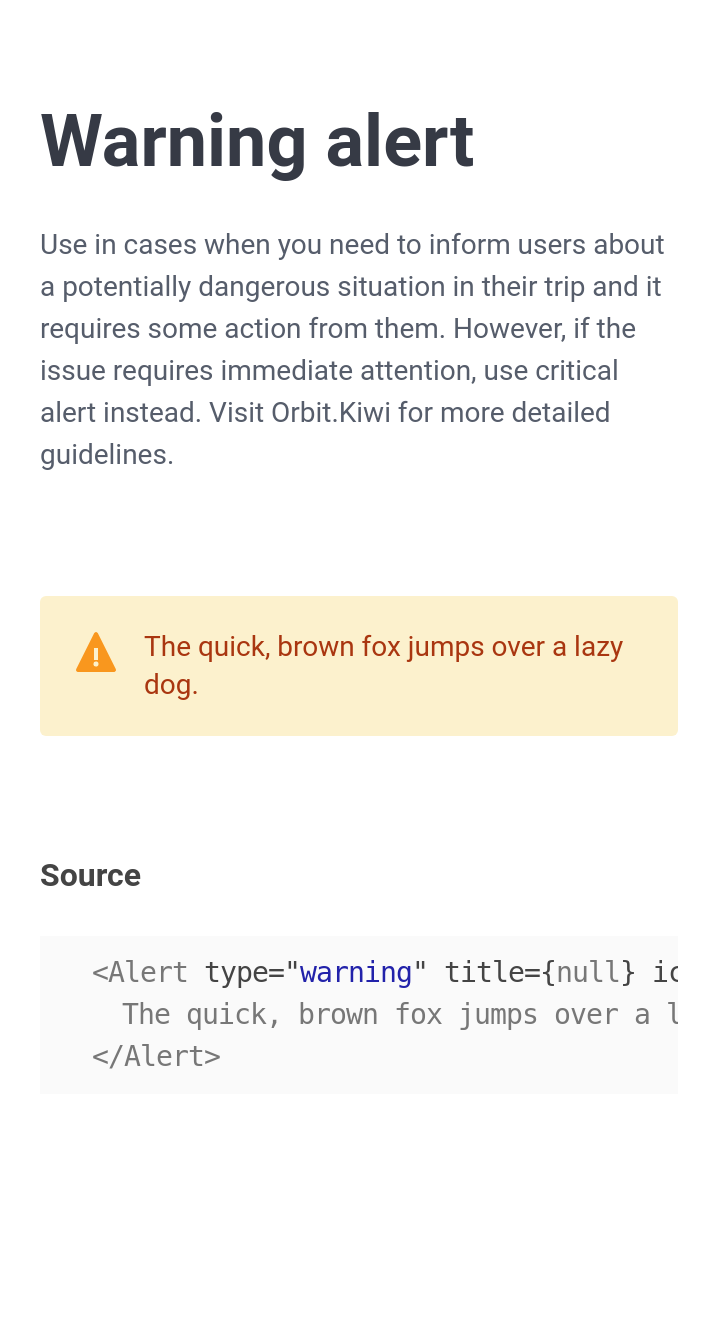 Warning alert
Use in cases when you need to inform users about
a potentially dangerous situation in their trip and it
requires some action from them. However, if the
issue requires immediate attention, use critical
alert instead. Visit Orbit.Kiwi for more detailed
guidelines.
The quick, brown fox jumps over a lazy
dog.
Source
<Alert type="warning" title={null} ic
The quick, brown fox jumps over a l
</Alert>